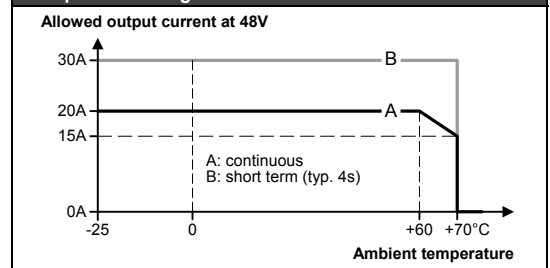 Allowed output current at 48V
30A
B
20A
A
15A
A: continuous
B: short term (typ. 4s)
0A
-25 0 +60 +70°C
Ambient temperature